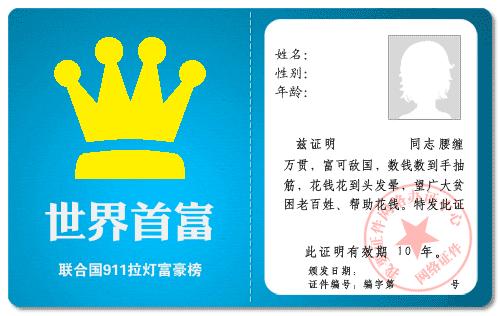 世界首富
联合国911拉灯富豪榜
姓名：
性别：
年龄：
兹证明 同志腰缠
万贯，富可敌国，数钱数到手抽
筋，花钱花到头发晕，望广大贫
困老百姓、帮助花钱。特发此证
此证明有效期 10 年。
颁发日期：
证件编号：编字第 号
网络证件